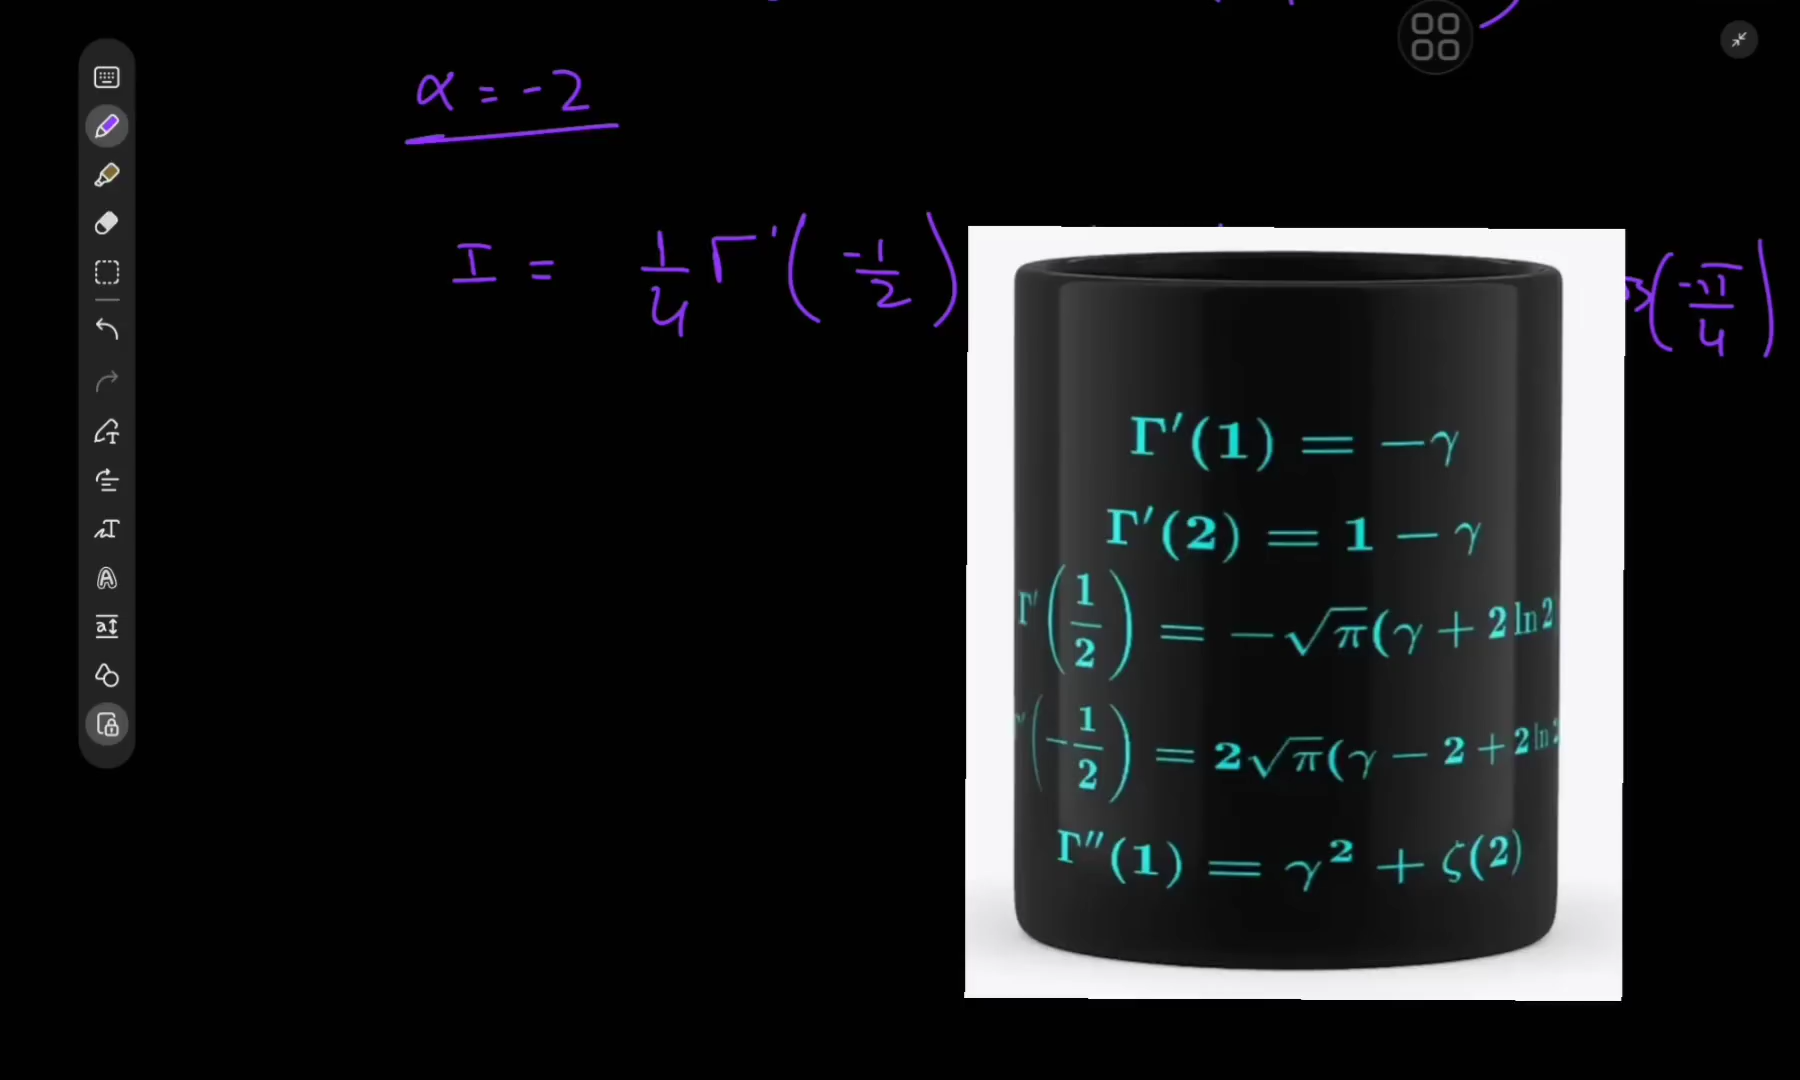 α = -2
I = 1/4 Γ'(-1/2) (-π/4)
Γ′(1) = −γ
Γ′(2) = 1 − γ
Γ′(1/2) = −√π(γ + 2 ln 2
(−1/2) = 2√π(γ − 2 + 2 ln 2
Γ″(1) = γ² + ζ(2)